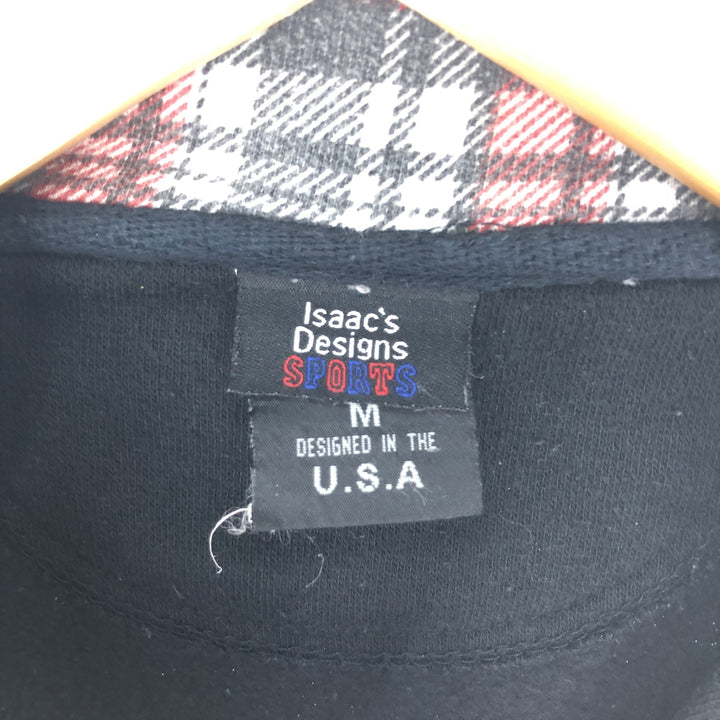 Isaac's
Designs
SPORTS
M
DESIGNED IN THE
U.S.A